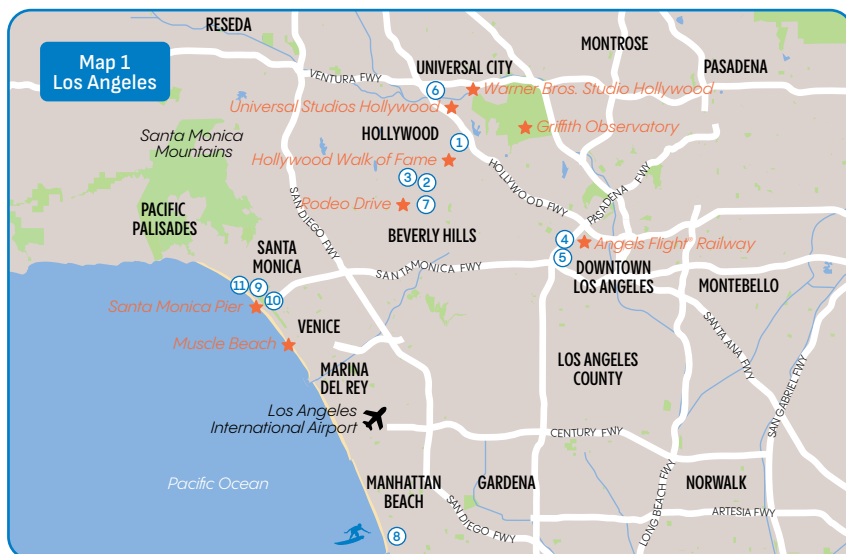 Map 1
Los Angeles
RESEDA
MONTROSE
UNIVERSAL CITY
PASADENA
VENTURA FWY
6
Warner Bros. Studio Hollywood
Universal Studios Hollywood
Griffith Observatory
Santa Monica
Mountains
HOLLYWOOD
1
Hollywood Walk of Fame
3
2
HOLLYWOOD FWY
PASADENA FWY
SAN DIEGO FWY
Rodeo Drive
7
PACIFIC
PALISADES
BEVERLY HILLS
4
Angels Flight Railway
5
SANTA
MONICA
SANTA MONICA FWY
DOWNTOWN
LOS ANGELES
MONTEBELLO
11
9
10
Santa Monica Pier
VENICE
SANTA ANA FWY
Muscle Beach
MARINA
DEL REY
LOS ANGELES
COUNTY
SAN GABRIEL FWY
Los Angeles
International Airport
CENTURY FWY
Pacific Ocean
MANHATTAN
BEACH
GARDENA
NORWALK
LONG BEACH FWY
SAN DIEGO FWY
ARTESIA FWY
8